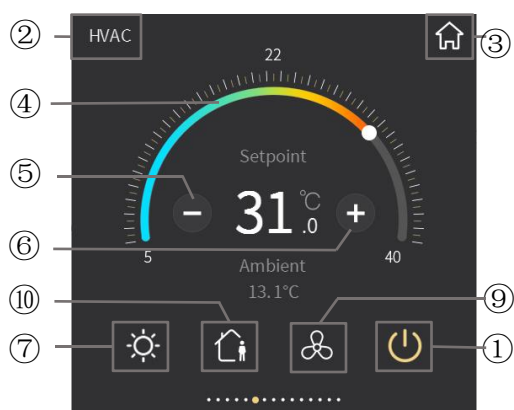 ② HVAC ③
22
④
Setpoint
⑤ 31.0 °C
⑥ 5 40
Ambient
13.1°C
⑩ ⑨
⑦ ①